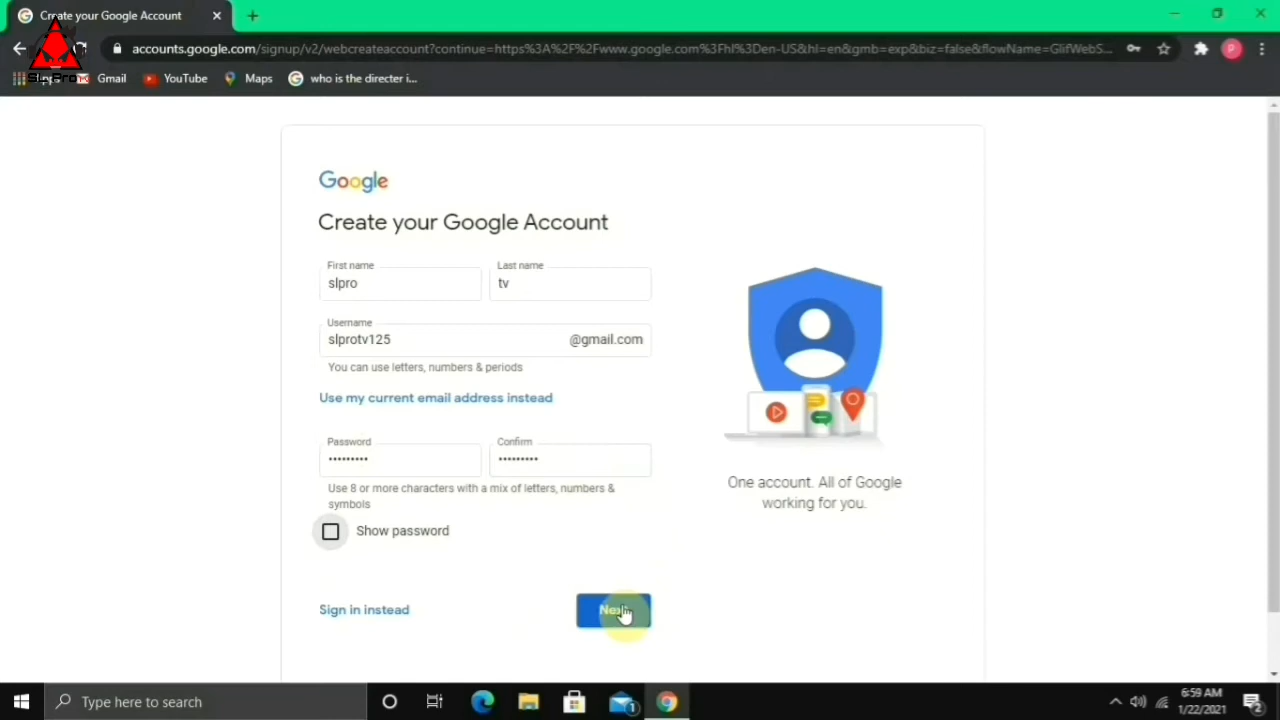 Create your Google Account
accounts.google.com/signup/v2/webcreateaccount?continue=https%3A%2F%2Fwww.google.com%3Fhl%3Den-US&hl=en&gmb=exp&biz=false&flowName=GlifWebS...
P
Gmail
YouTube
Maps
who is the directer i...
Google
Create your Google Account
First name
slpro
Last name
tv
Username
slprotv125
@gmail.com
You can use letters, numbers & periods
Use my current email address instead
Password
•••••••••
Confirm
•••••••••
Use 8 or more characters with a mix of letters, numbers &
symbols
Show password
Sign in instead
Next
One account. All of Google
working for you.
Type here to search
1
6:59 AM
1/22/2021
2